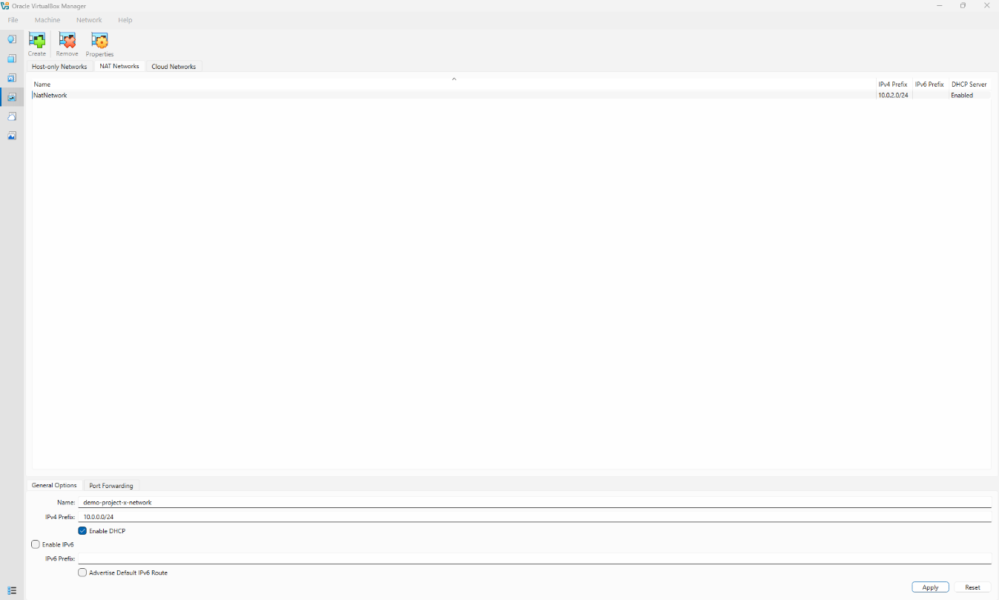 Oracle VirtualBox Manager
File Machine Network Help
Create Remove Properties
Host-only Networks NAT Networks Cloud Networks
Name IPv4 Prefix IPv6 Prefix DHCP Server
NatNetwork 10.0.2.0/24 Enabled
General Options Port Forwarding
Name: demo-project-x-network
IPv4 Prefix: 10.0.0.0/24
Enable DHCP
Enable IPv6
IPv6 Prefix:
Advertise Default IPv6 Route
Apply Reset